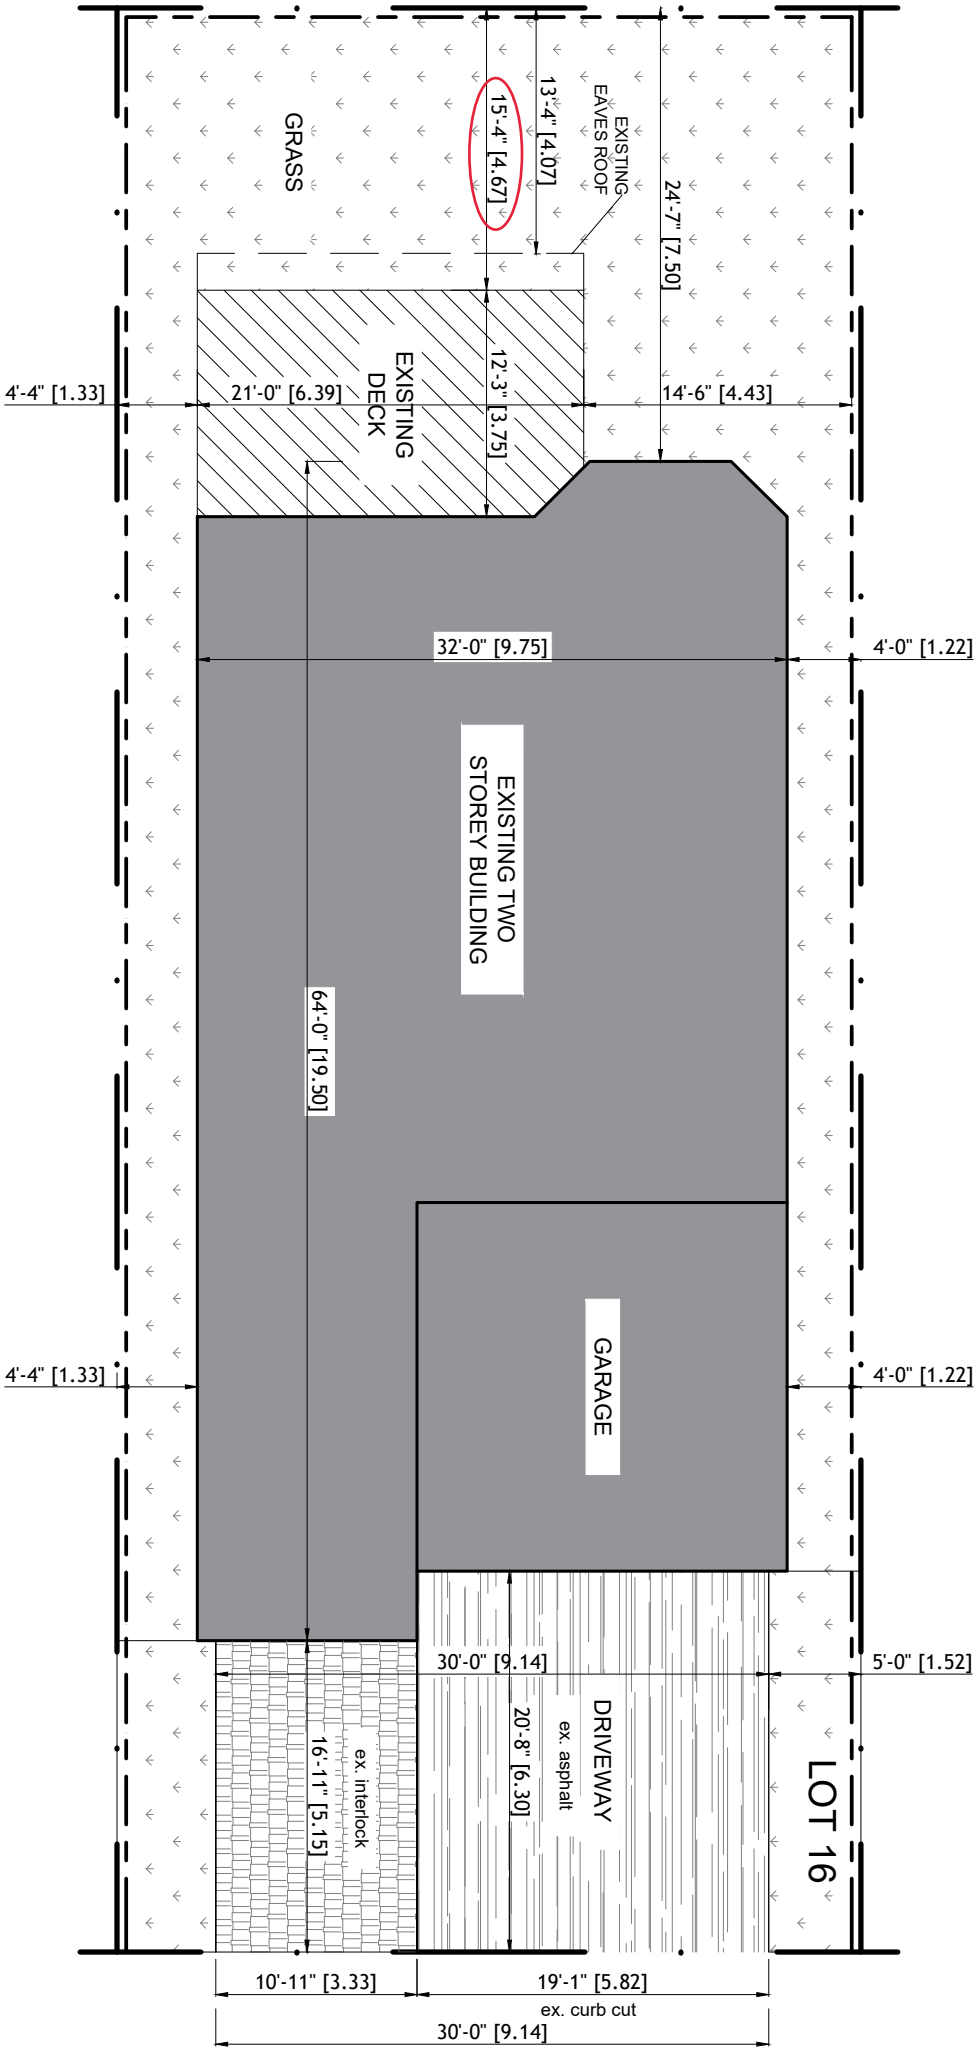 GRASS
15'-4" [4.67]
13'-4" [4.07]
EXISTING
EAVES ROOF
24'-7" [7.50]
4'-4" [1.33]
21'-0" [6.39]
EXISTING
DECK
12'-3" [3.75]
14'-6" [4.43]
32'-0" [9.75]
4'-0" [1.22]
EXISTING TWO
STOREY BUILDING
64'-0" [19.50]
GARAGE
4'-4" [1.33]
4'-0" [1.22]
30'-0" [9.14]
5'-0" [1.52]
DRIVEWAY
ex. asphalt
20'-8" [6.30]
ex. interlock
16'-11" [5.15]
LOT 16
10'-11" [3.33]
19'-1" [5.82]
ex. curb cut
30'-0" [9.14]